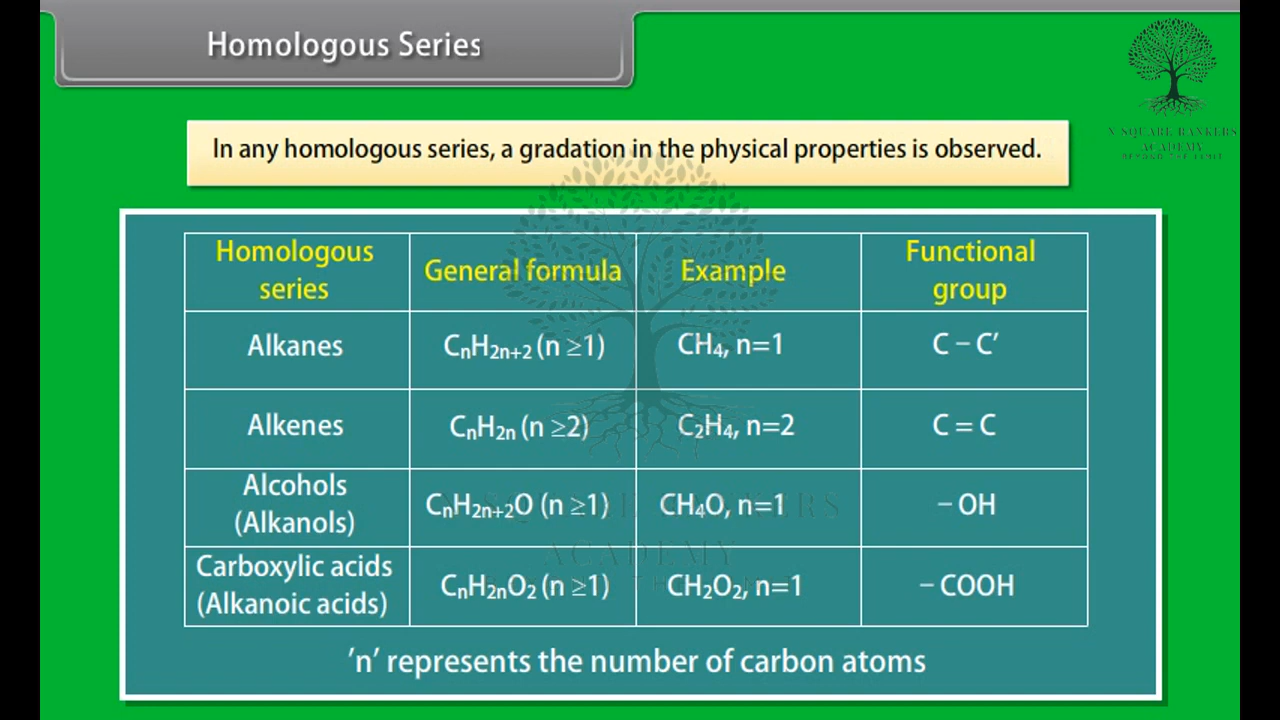 Homologous Series
N SQUARE BANKERS
ACADEMY
BEYOND THE LIMIT
In any homologous series, a gradation in the physical properties is observed.
Homologous series | General formula | Example | Functional group
Alkanes | CₙH₂ₙ₊₂ (n ≥1) | CH₄, n=1 | C – C′
Alkenes | CₙH₂ₙ (n ≥2) | C₂H₄, n=2 | C = C
Alcohols (Alkanols) | CₙH₂ₙ₊₂O (n ≥1) | CH₄O, n=1 | – OH
Carboxylic acids (Alkanoic acids) | CₙH₂ₙO₂ (n ≥1) | CH₂O₂, n=1 | – COOH
′n′ represents the number of carbon atoms